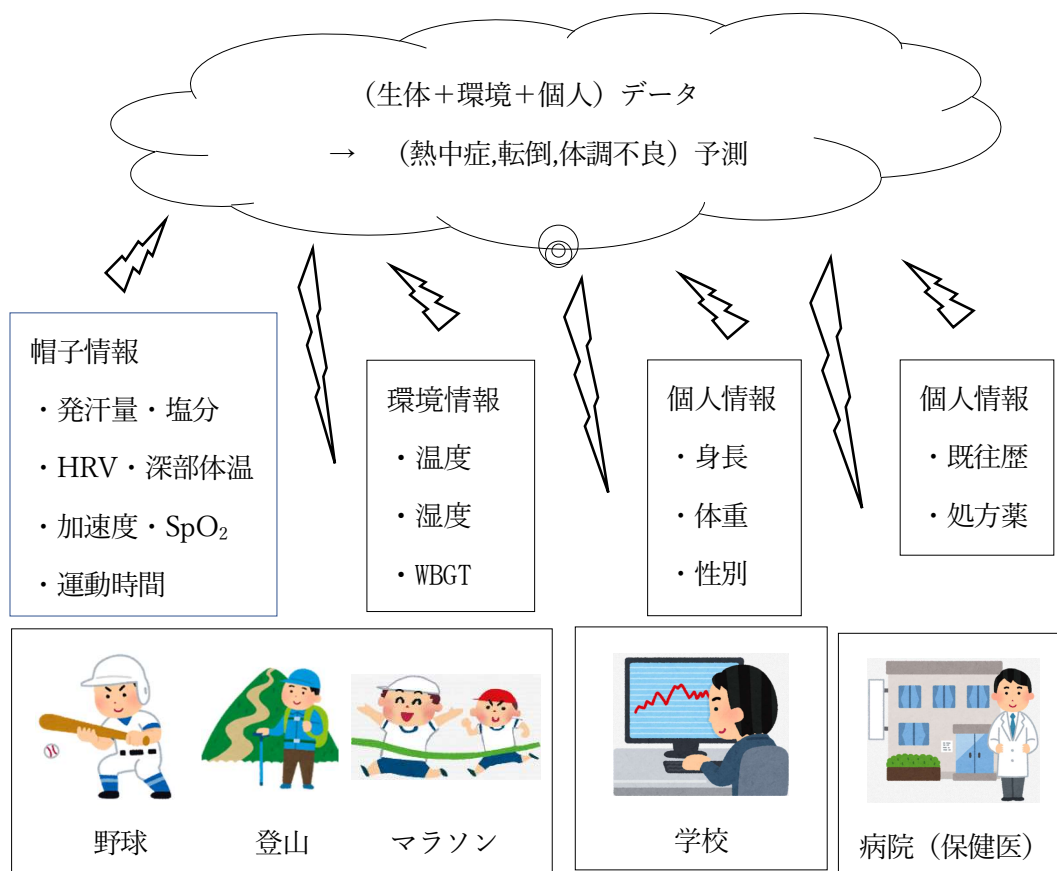 （生体＋環境＋個人）データ
→ （熱中症,転倒,体調不良）予測
帽子情報
・発汗量・塩分
・HRV・深部体温
・加速度・SpO₂
・運動時間
環境情報
・温度
・湿度
・WBGT
個人情報
・身長
・体重
・性別
個人情報
・既往歴
・処方薬
野球
登山
マラソン
学校
病院（保健医）